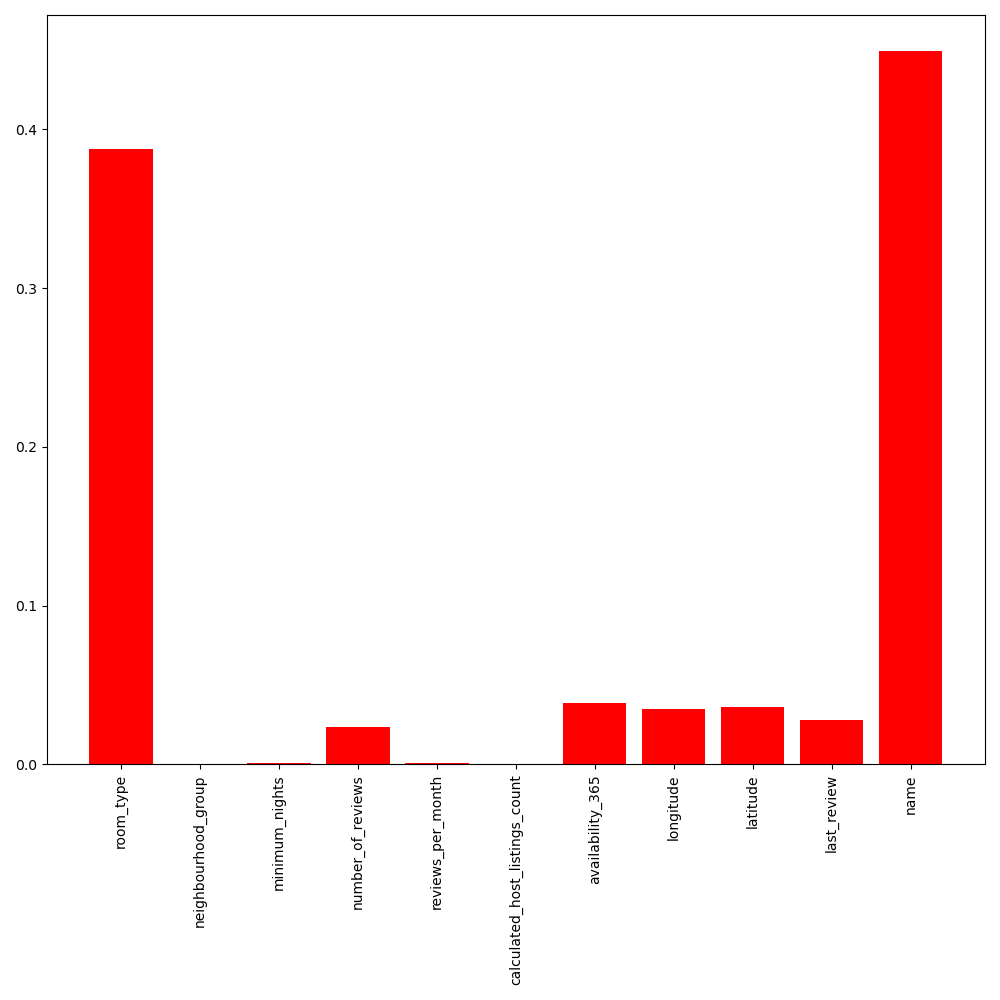 0.4
0.3
0.2
0.1
0.0
room_type
neighbourhood_group
minimum_nights
number_of_reviews
reviews_per_month
calculated_host_listings_count
availability_365
longitude
latitude
last_review
name